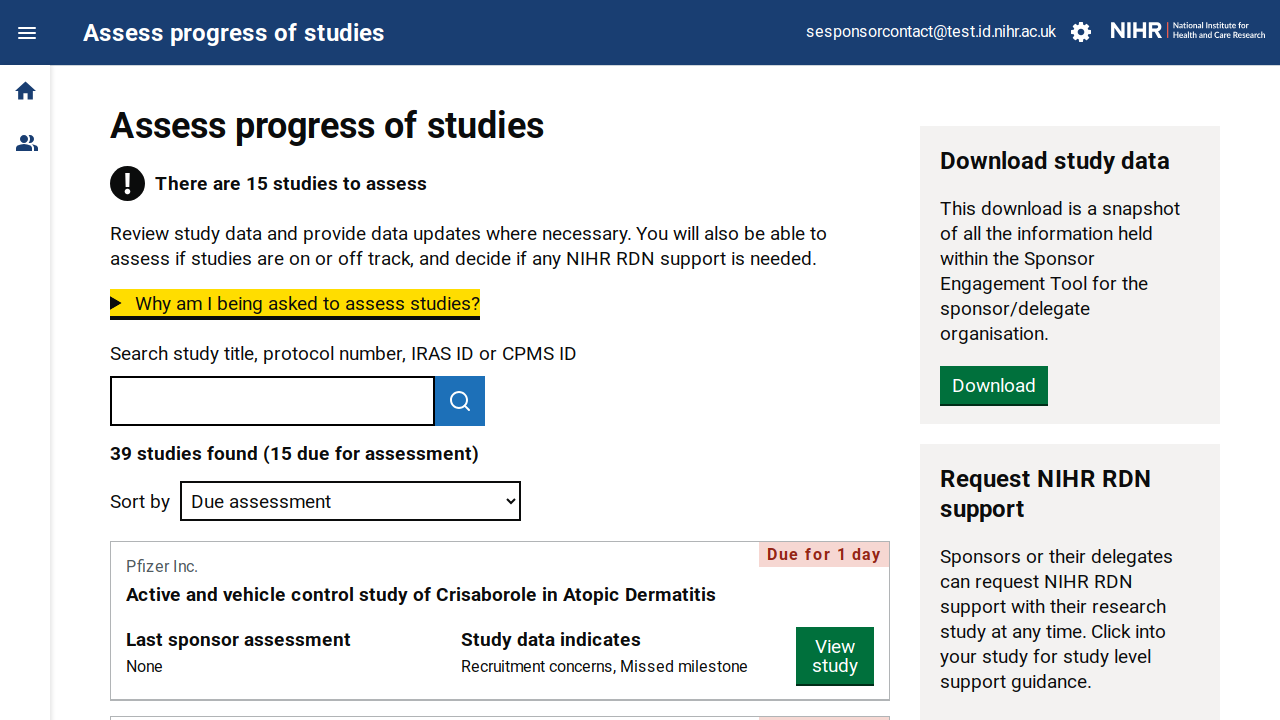 Assess progress of studies
sesponsorcontact@test.id.nihr.ac.uk
NIHR
National Institute for
Health and Care Research
Assess progress of studies
There are 15 studies to assess
Review study data and provide data updates where necessary. You will also be able to
assess if studies are on or off track, and decide if any NIHR RDN support is needed.
Why am I being asked to assess studies?
Search study title, protocol number, IRAS ID or CPMS ID
39 studies found (15 due for assessment)
Sort by
Due assessment
Due for 1 day
Pfizer Inc.
Active and vehicle control study of Crisaborole in Atopic Dermatitis
Last sponsor assessment
None
Study data indicates
Recruitment concerns, Missed milestone
View
study
Download study data
This download is a snapshot
of all the information held
within the Sponsor
Engagement Tool for the
sponsor/delegate
organisation.
Download
Request NIHR RDN
support
Sponsors or their delegates
can request NIHR RDN
support with their research
study at any time. Click into
your study for study level
support guidance.